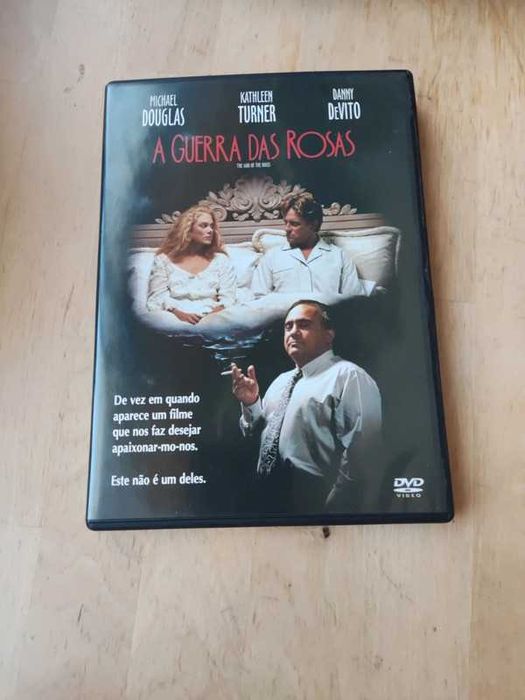 MICHAEL DOUGLAS
KATHLEEN TURNER
DANNY DeVITO
A GUERRA DAS ROSAS
THE WAR OF THE ROSES
De vez em quando
aparece um filme
que nos faz desejar
apaixonar-mo-nos.
Este não é um deles.
DVD
VIDEO